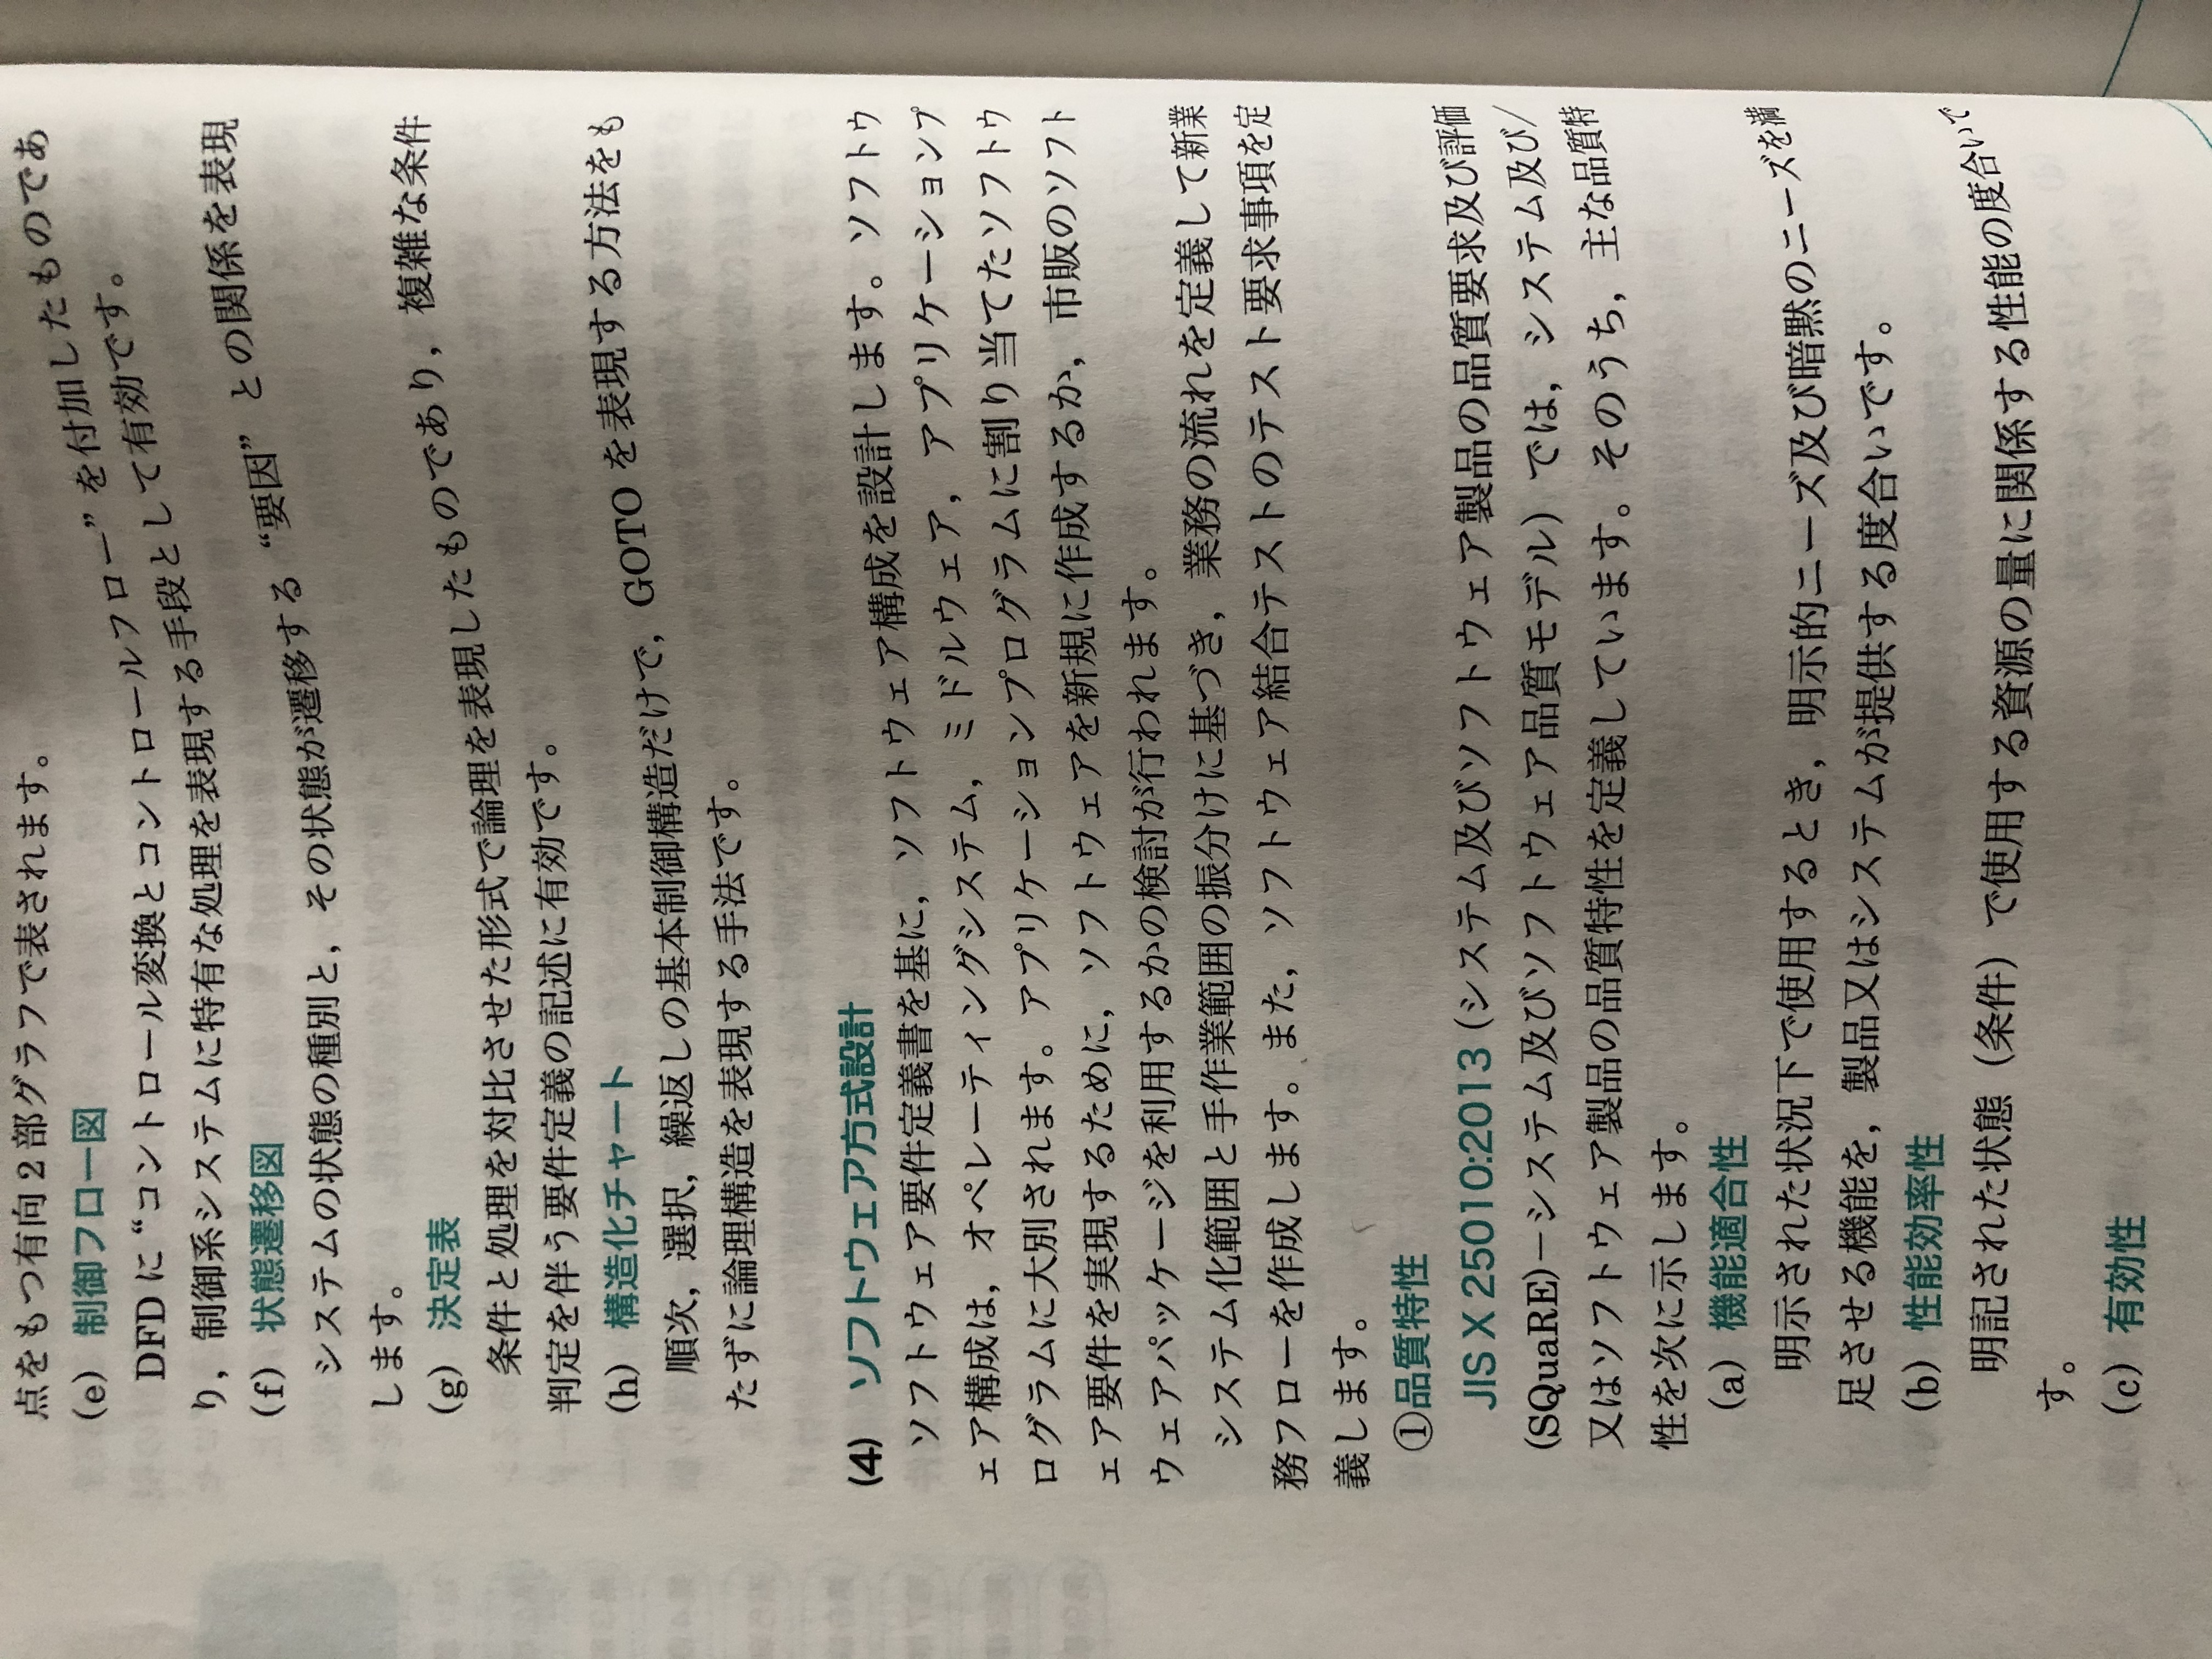 点をもつ有向2部グラフで表されます。
(e) 制御フロー図
DFDに“コントロール変換とコントロールフロー”を付加したものであ
り，制御系システムに特有な処理を表現する手段として有効です。
(f) 状態遷移図
システムの状態の種別と，その状態が遷移する“要因”との関係を表現
します。
(g) 決定表
条件と処理を対比させた形式で論理を表現したものであり，複雑な条件
判定を伴う要件定義の記述に有効です。
(h) 構造化チャート
順次，選択，繰返しの基本制御構造だけで，GOTOを表現する方法をも
たずに論理構造を表現する手法です。
(4) ソフトウェア方式設計
ソフトウェア要件定義書を基に，ソフトウェア構成を設計します。ソフトウ
ェア構成は，オペレーティングシステム，ミドルウェア，アプリケーションプ
ログラムに大別されます。アプリケーションプログラムに割り当てたソフトウ
ェア要件を実現するために，ソフトウェアを新規に作成するか，市販のソフト
ウェアパッケージを利用するかの検討が行われます。
システム化範囲と手作業範囲の振分けに基づき，業務の流れを定義して新業
務フローを作成します。また，ソフトウェア結合テストのテスト要求事項を定
義します。
①品質特性
JIS X 25010:2013（システム及びソフトウェア製品の品質要求及び評価
(SQuaRE)－システム及びソフトウェア品質モデル）では，システム及び/
又はソフトウェア製品の品質特性を定義しています。そのうち，主な品質特
性を次に示します。
(a) 機能適合性
明示された状況下で使用するとき，明示的ニーズ及び暗黙のニーズを満
足させる機能を，製品又はシステムが提供する度合いです。
(b) 性能効率性
明記された状態（条件）で使用する資源の量に関係する性能の度合いで
す。
(c) 有効性